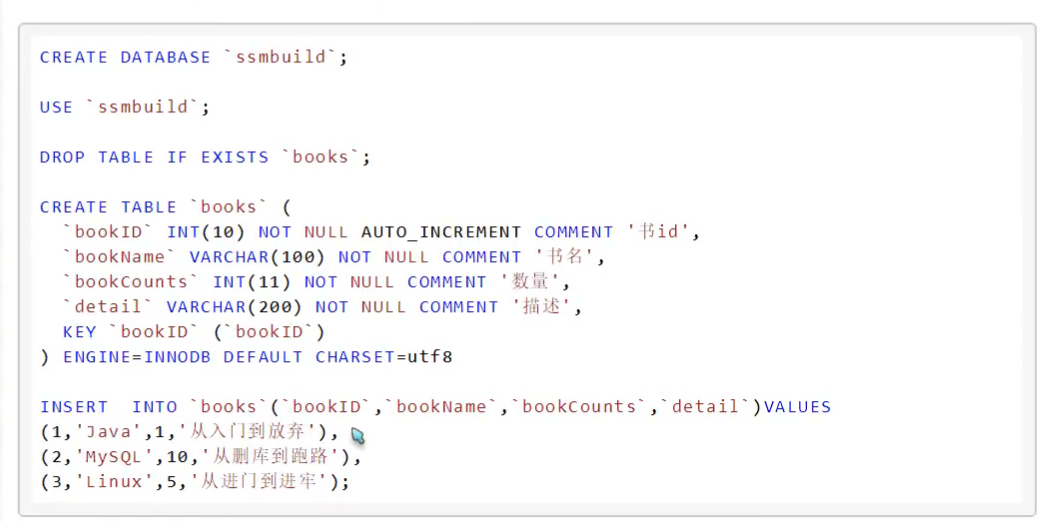 CREATE DATABASE `ssmbuild`;
USE `ssmbuild`;
DROP TABLE IF EXISTS `books`;
CREATE TABLE `books` (
`bookID` INT(10) NOT NULL AUTO_INCREMENT COMMENT '书id',
`bookName` VARCHAR(100) NOT NULL COMMENT '书名',
`bookCounts` INT(11) NOT NULL COMMENT '数量',
`detail` VARCHAR(200) NOT NULL COMMENT '描述',
KEY `bookID` (`bookID`)
) ENGINE=INNODB DEFAULT CHARSET=utf8
INSERT  INTO `books`(`bookID`,`bookName`,`bookCounts`,`detail`)VALUES
(1,'Java',1,'从入门到放弃'),
(2,'MySQL',10,'从删库到跑路'),
(3,'Linux',5,'从进门到进牢');